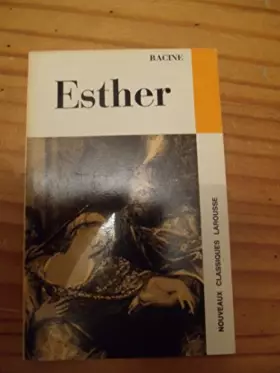 RACINE
Esther
NOUVEAUX CLASSIQUES LAROUSSE